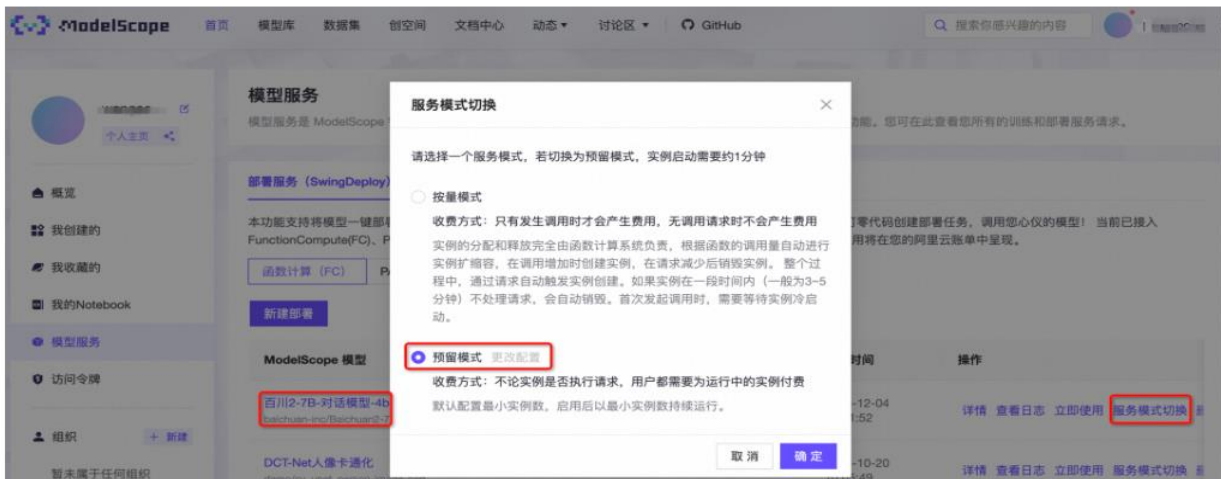 ModelScope 首页 模型库 数据集 创空间 文档中心 动态 讨论区 GitHub 搜索你感兴趣的内容
个人主页
概览
我创建的
我收藏的
我的Notebook
模型服务
访问令牌
组织 + 新建
暂未属于任何组织
模型服务
模型服务是 ModelScope
能。您可在此查看您所有的训练和部署服务请求。
部署服务（SwingDeploy）
本功能支持将模型一键部
零代码创建部署任务，调用您心仪的模型！ 当前已接入
FunctionCompute(FC)、P
用将在您的阿里云账单中呈现。
函数计算（FC） PA
新建部署
ModelScope 模型 时间 操作
百川2-7B-对话模型-4b
baichuan-inc/Baichuan2-7
-12-04
1:52
详情 查看日志 立即使用 服务模式切换
DCT-Net人像卡通化
-10-20
详情 查看日志 立即使用 服务模式切换
服务模式切换
请选择一个服务模式，若切换为预留模式，实例启动需要约1分钟
按量模式
收费方式：只有发生调用时才会产生费用，无调用请求时不会产生费用
实例的分配和释放完全由函数计算系统负责，根据函数的调用量自动进行
实例扩缩容，在调用增加时创建实例，在请求减少后销毁实例。 整个过
程中，通过请求自动触发实例创建。如果实例在一段时间内（一般为3~5
分钟）不处理请求，会自动销毁。首次发起调用时，需要等待实例冷启
动。
预留模式 更改配置
收费方式：不论实例是否执行请求，用户都需要为运行中的实例付费
默认配置最小实例数，启用后以最小实例数持续运行。
取消 确定